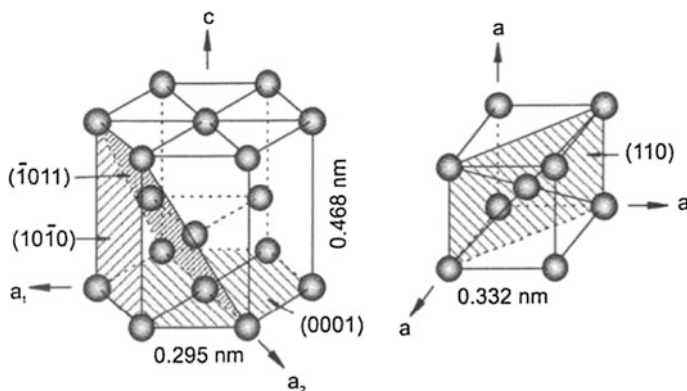 c
(1̄011)
(101̄0)
0.468 nm
a₁
(0001)
0.295 nm
a₂
a
(110)
a
0.332 nm
a